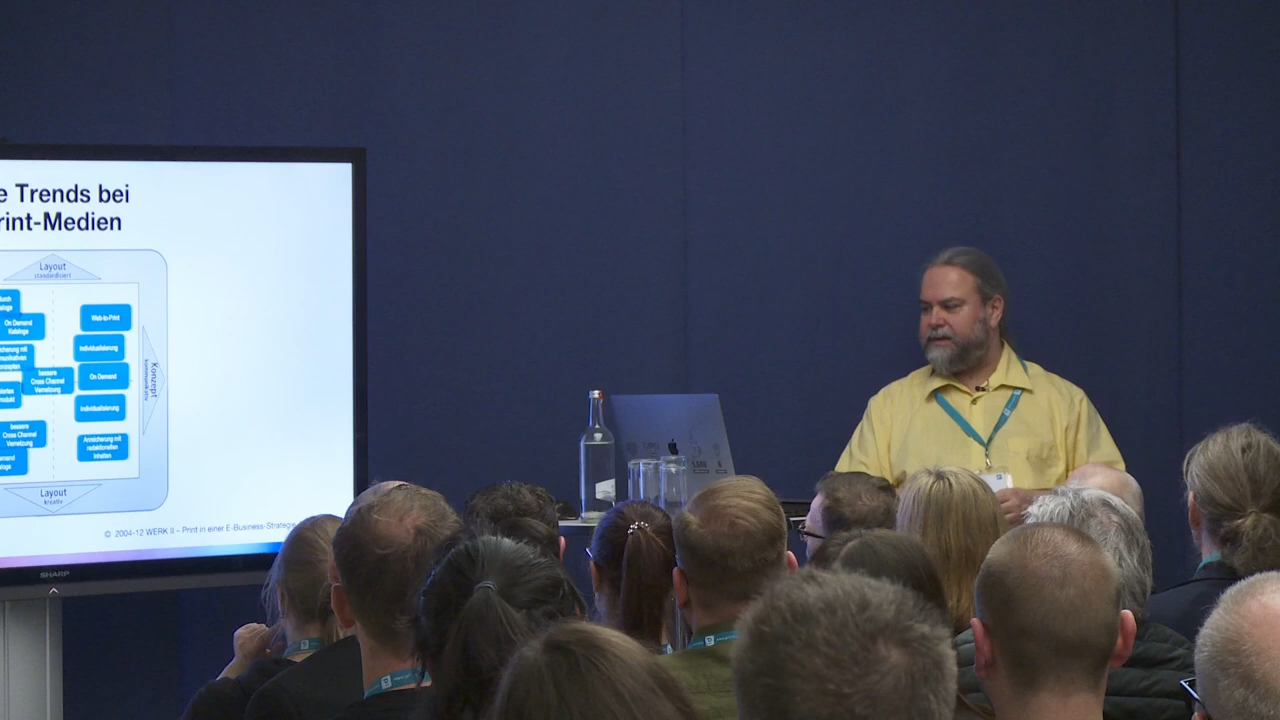 e Trends bei
rint-Medien
Layout
standardisiert
On Demand
Kataloge
Web-to-Print
Individualisierung
On Demand
bessere
Cross Channel
Vernetzung
Individualisierung
bessere
Cross Channel
Vernetzung
Anreicherung mit
redaktionellen
Inhalten
Konzept
kommunikativ
Layout
kreativ
© 2004-12 WERK II – Print in einer E-Business-Strategie
SHARP